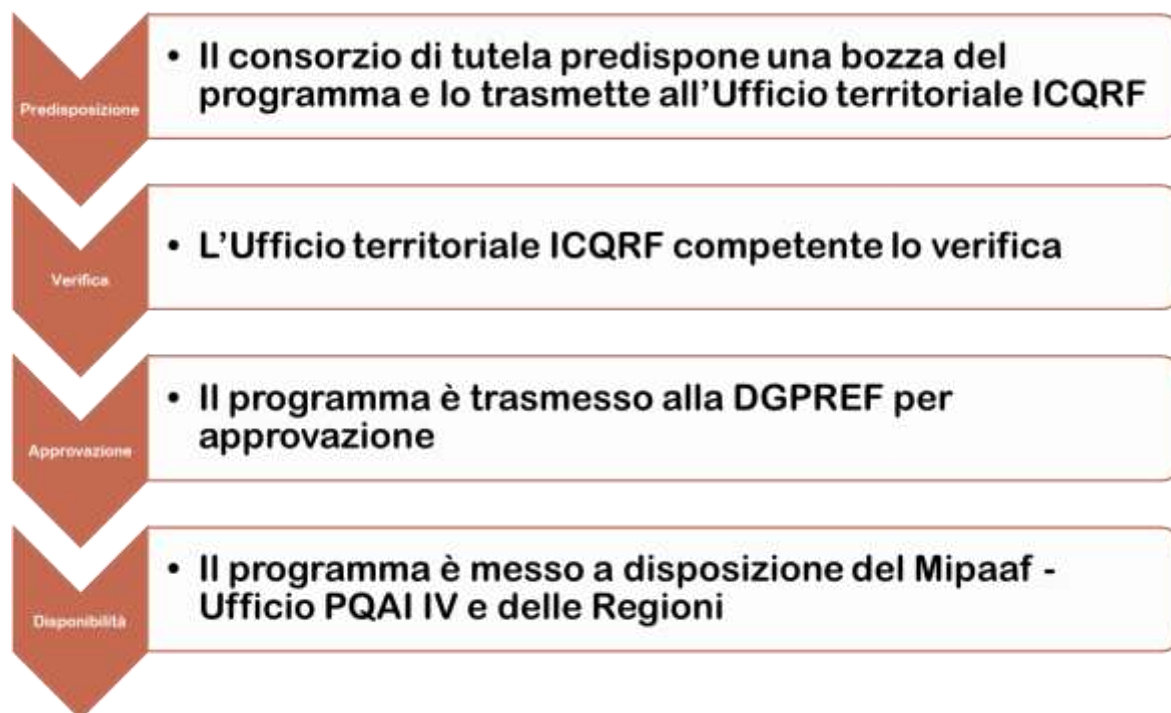 Predisposizione
• Il consorzio di tutela predispone una bozza del
programma e lo trasmette all'Ufficio territoriale ICQRF
Verifica
• L'Ufficio territoriale ICQRF competente lo verifica
Approvazione
• Il programma è trasmesso alla DGPREF per
approvazione
Disponibilità
• Il programma è messo a disposizione del Mipaaf -
Ufficio PQAI IV e delle Regioni